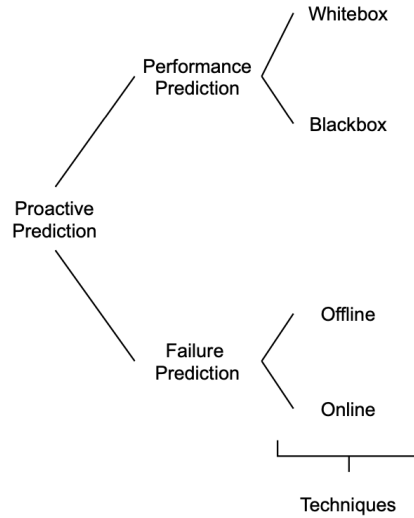 Whitebox
Performance
Prediction
Blackbox
Proactive
Prediction
Offline
Failure
Prediction
Online
Techniques